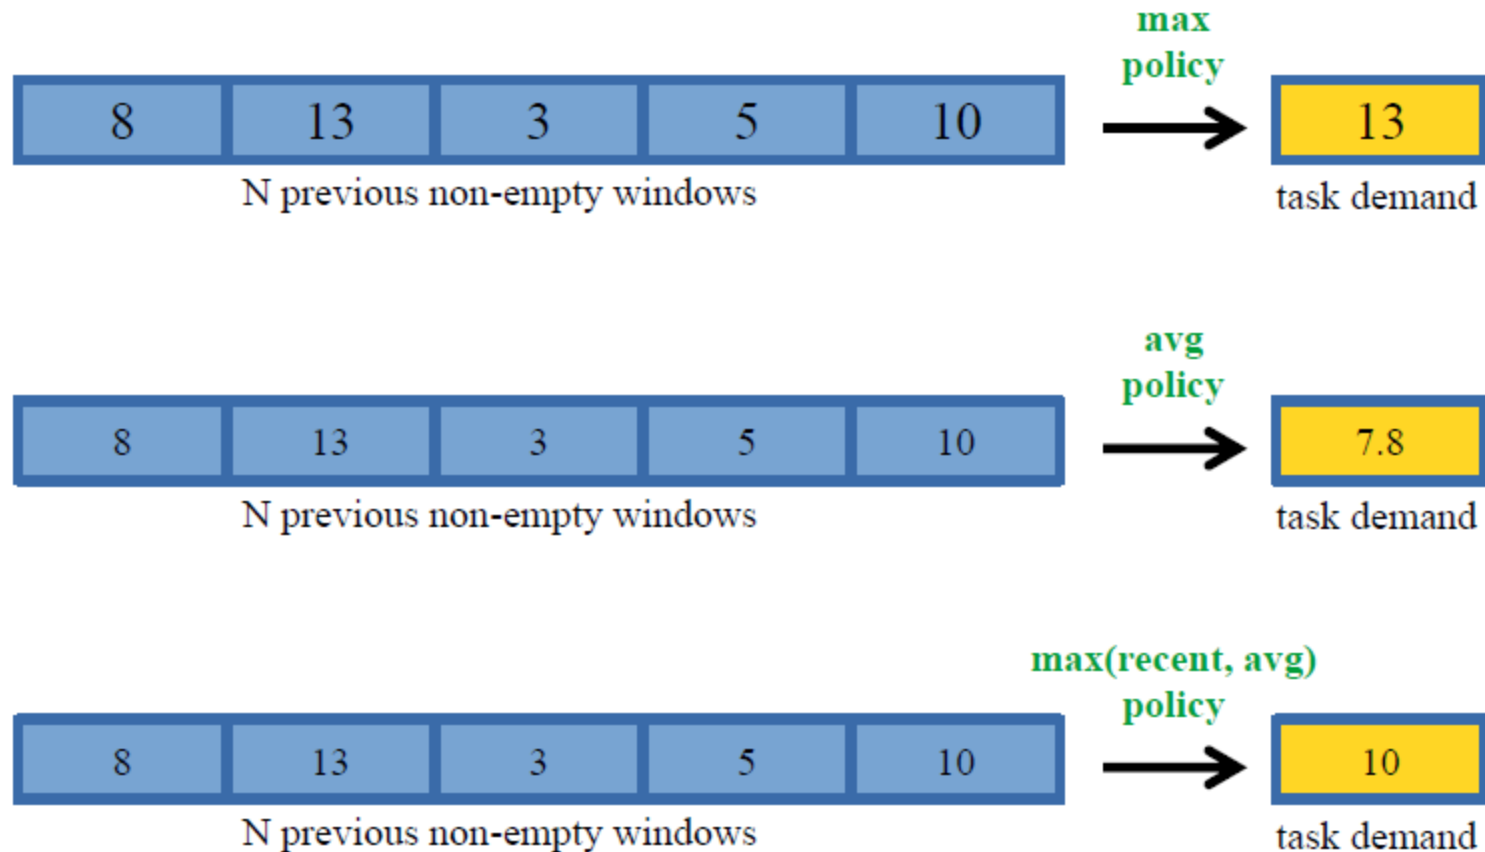 max
policy
8 13 3 5 10 13
N previous non-empty windows task demand
avg
policy
8 13 3 5 10 7.8
N previous non-empty windows task demand
max(recent, avg)
policy
8 13 3 5 10 10
N previous non-empty windows task demand